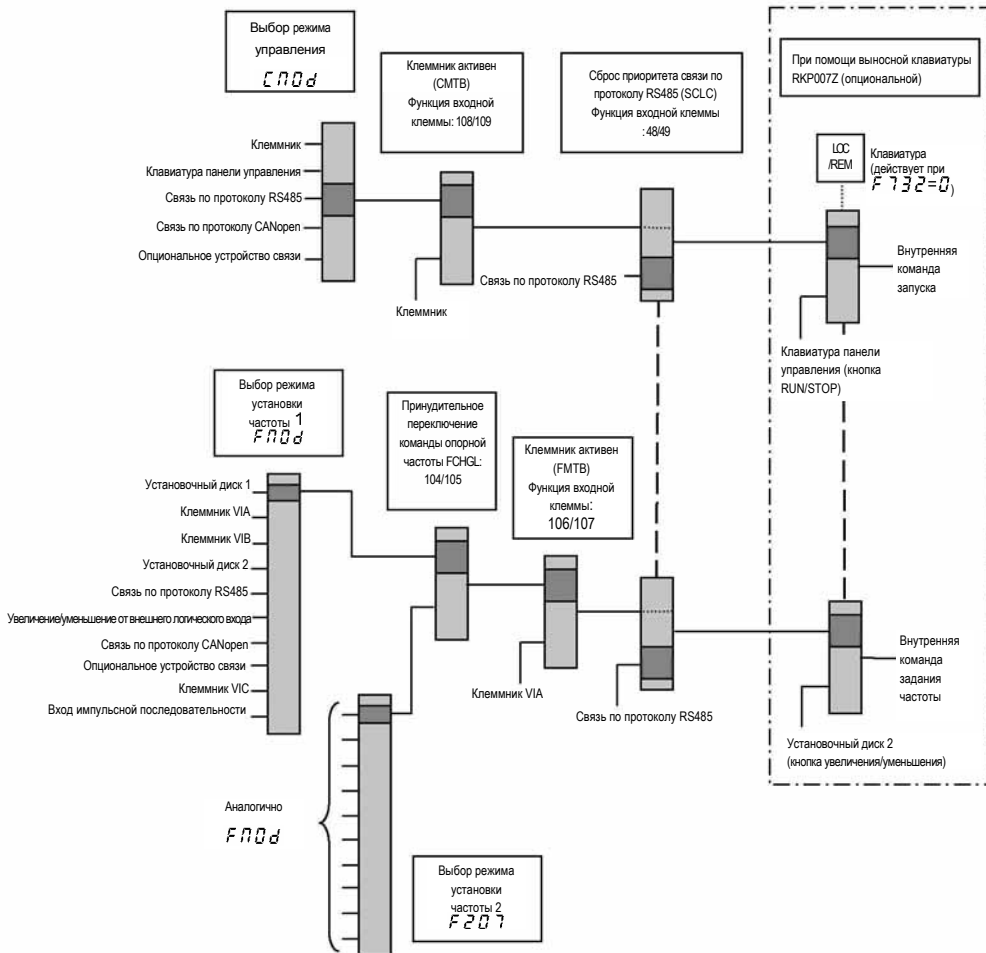 Выбор режима
управления
CMOd
Клеммник активен
(CMTB)
Функция входной
клеммы: 108/109
Сброс приоритета связи по
протоколу RS485 (SCLC)
Функция входной клеммы
: 48/49
При помощи выносной клавиатуры
RKP007Z (опциональной)
LOC
/REM
Клавиатура
(действует при
F732=0)
Клеммник
Клавиатура панели управления
Связь по протоколу RS485
Связь по протоколу CANopen
Опциональное устройство связи
Клеммник
Связь по протоколу RS485
Внутренняя
команда
запуска
Клавиатура панели
управления (кнопка
RUN/STOP)
Выбор режима
установки
частоты 1
FMOd
Принудительное
переключение
команды опорной
частоты FCHGL:
104/105
Клеммник активен
(FMTB)
Функция входной
клеммы:
106/107
Установочный диск 1
Клеммник VIA
Клеммник VIB
Установочный диск 2
Связь по протоколу RS485
Увеличение/уменьшение от внешнего логического входа
Связь по протоколу CANopen
Опциональное устройство связи
Клеммник VIC
Вход импульсной последовательности
Клеммник VIA
Связь по протоколу RS485
Внутренняя
команда
задания
частоты
Установочный диск 2
(кнопка увеличения/уменьшения)
Аналогично
FMOd
Выбор режима
установки
частоты 2
F207